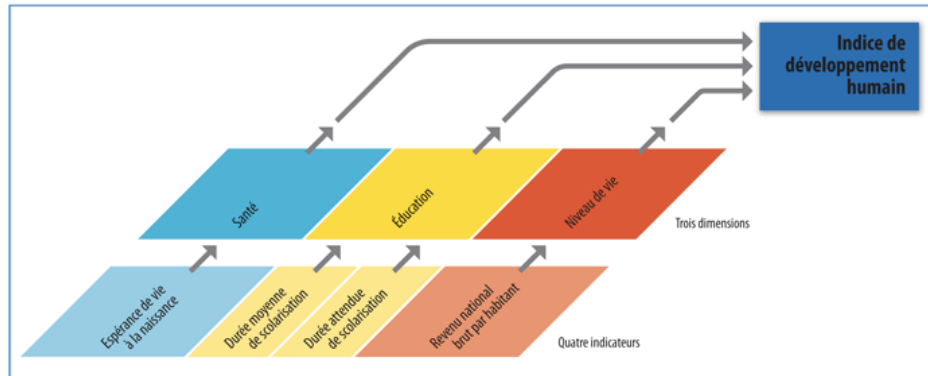 Indice de
développement
humain
Santé
Éducation
Niveau de vie
Trois dimensions
Espérance de vie
à la naissance
Durée moyenne
de scolarisation
Durée attendue
de scolarisation
Revenu national
brut par habitant
Quatre indicateurs